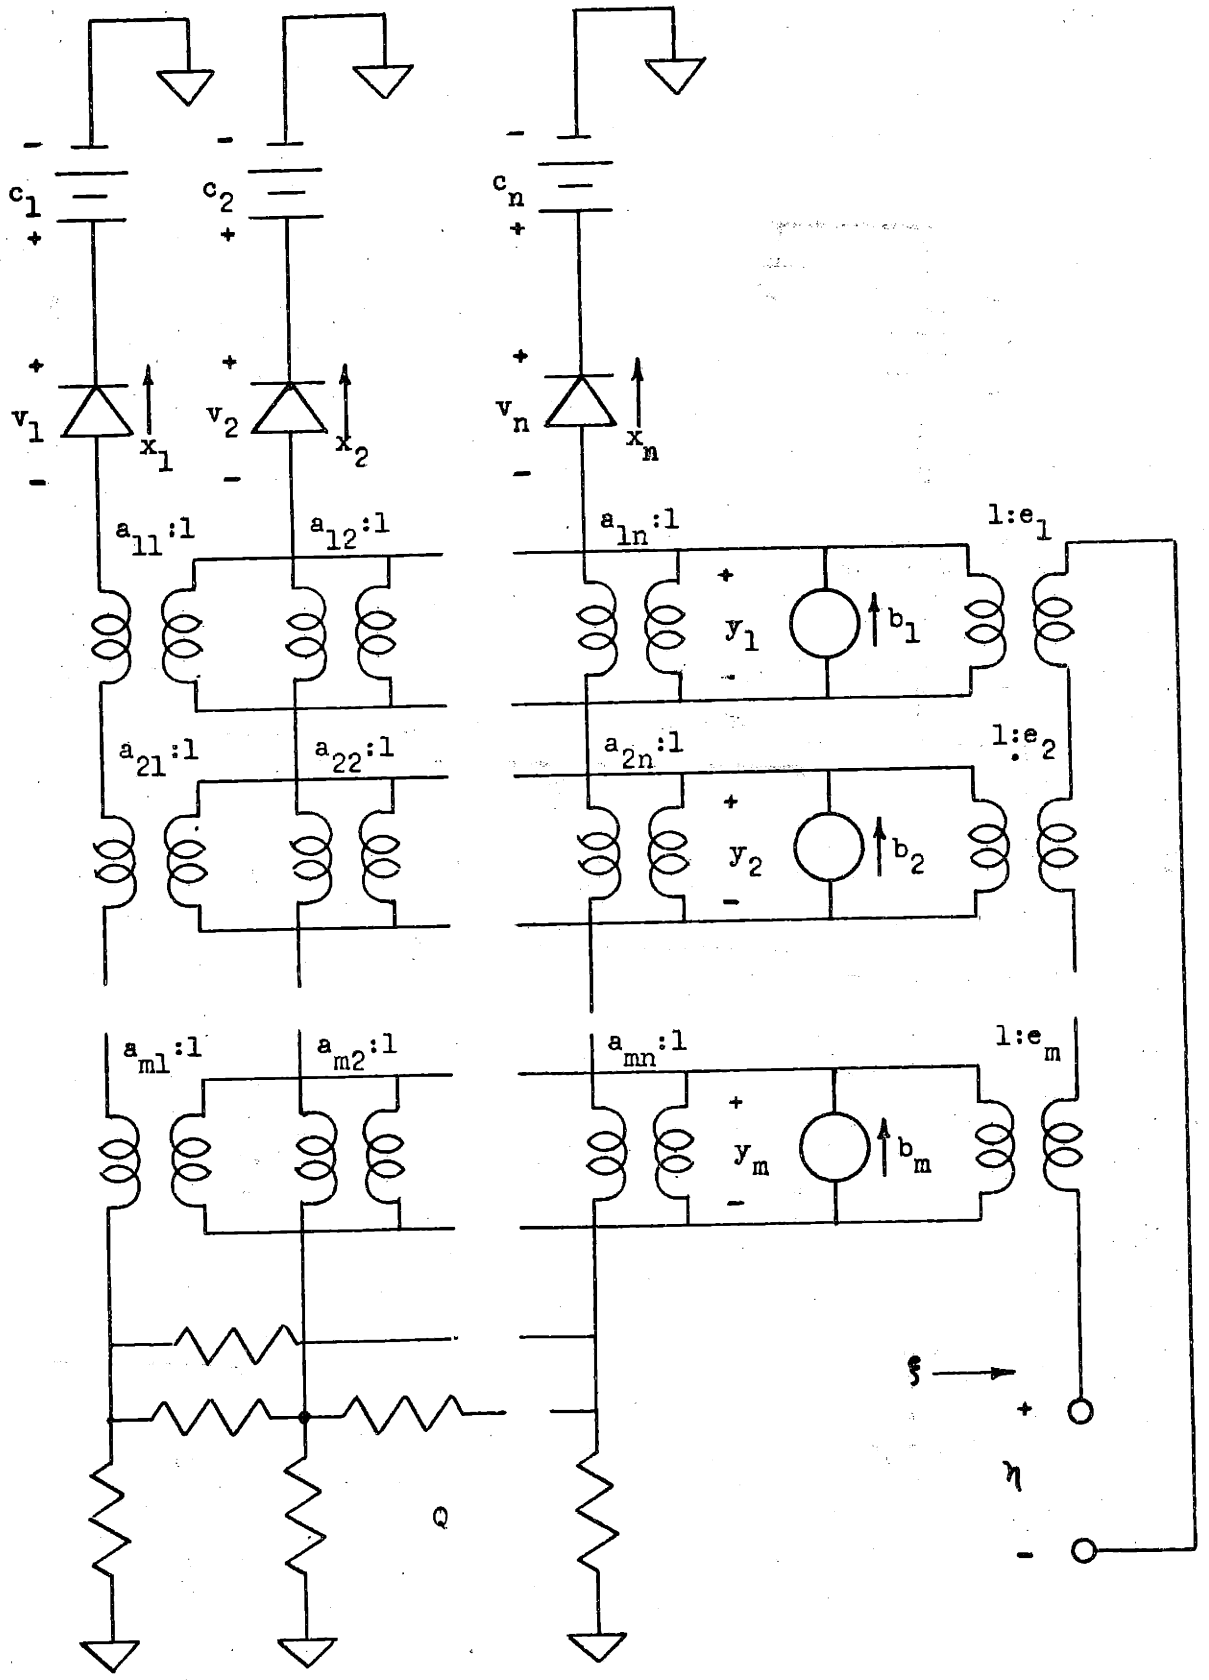 - - -
c₁ c₂ cₙ
+ + +
+ + +
v₁ x₁ v₂ x₂ vₙ xₙ
- - -
a₁₁:1 a₁₂:1 a₁ₙ:1 1:e₁
+
y₁ b₁
-
a₂₁:1 a₂₂:1 a₂ₙ:1 1:e₂
+
y₂ b₂
-
aₘ₁:1 aₘ₂:1 aₘₙ:1 1:eₘ
+
yₘ bₘ
-
ξ
+
η
Q
-